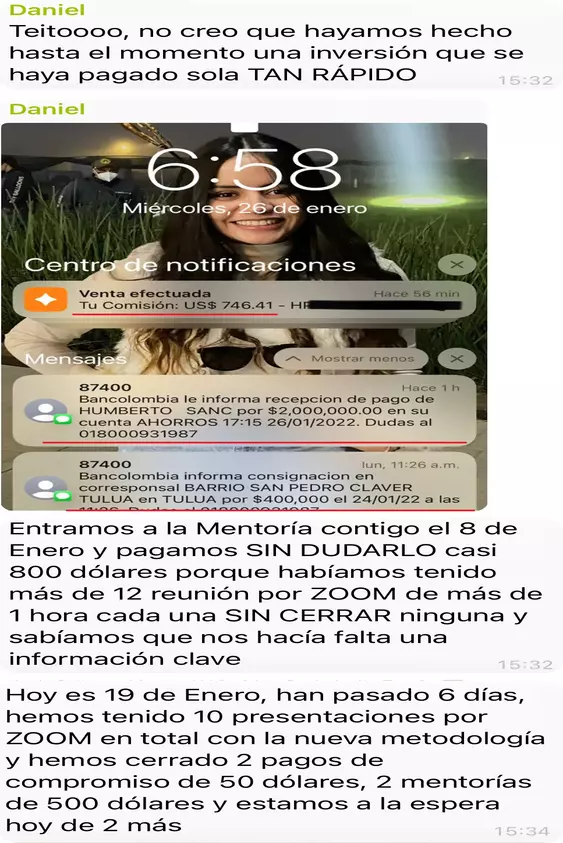 Daniel
Teitoooo, no creo que hayamos hecho
hasta el momento una inversión que se
haya pagado sola TAN RÁPIDO
15:32
Daniel
6:58
Miércoles, 26 de enero
Centro de notificaciones
Venta efectuada
Hace 56 min
Tu Comisión: US$ 746.41 -
Mensajes
Mostrar menos
87400
Hace 1 h
Bancolombia le informa recepcion de pago de
HUMBERTO SANC por $2,000,000.00 en su
cuenta AHORROS 17:15 26/01/2022. Dudas al
018000931987
87400
lun, 11:26 a.m.
Bancolombia informa consignacion en
corresponsal BARRIO SAN PEDRO CLAVER
TULUA en TULUA por $400,000 el 24/01/22 a las
Entramos a la Mentoría contigo el 8 de
Enero y pagamos SIN DUDARLO casi
800 dólares porque habíamos tenido
más de 12 reunión por ZOOM de más de
1 hora cada una SIN CERRAR ninguna y
sabíamos que nos hacía falta una
información clave
15:32
Hoy es 19 de Enero, han pasado 6 días,
hemos tenido 10 presentaciones por
ZOOM en total con la nueva metodología
y hemos cerrado 2 pagos de
compromiso de 50 dólares, 2 mentorías
de 500 dólares y estamos a la espera
hoy de 2 más
15:34